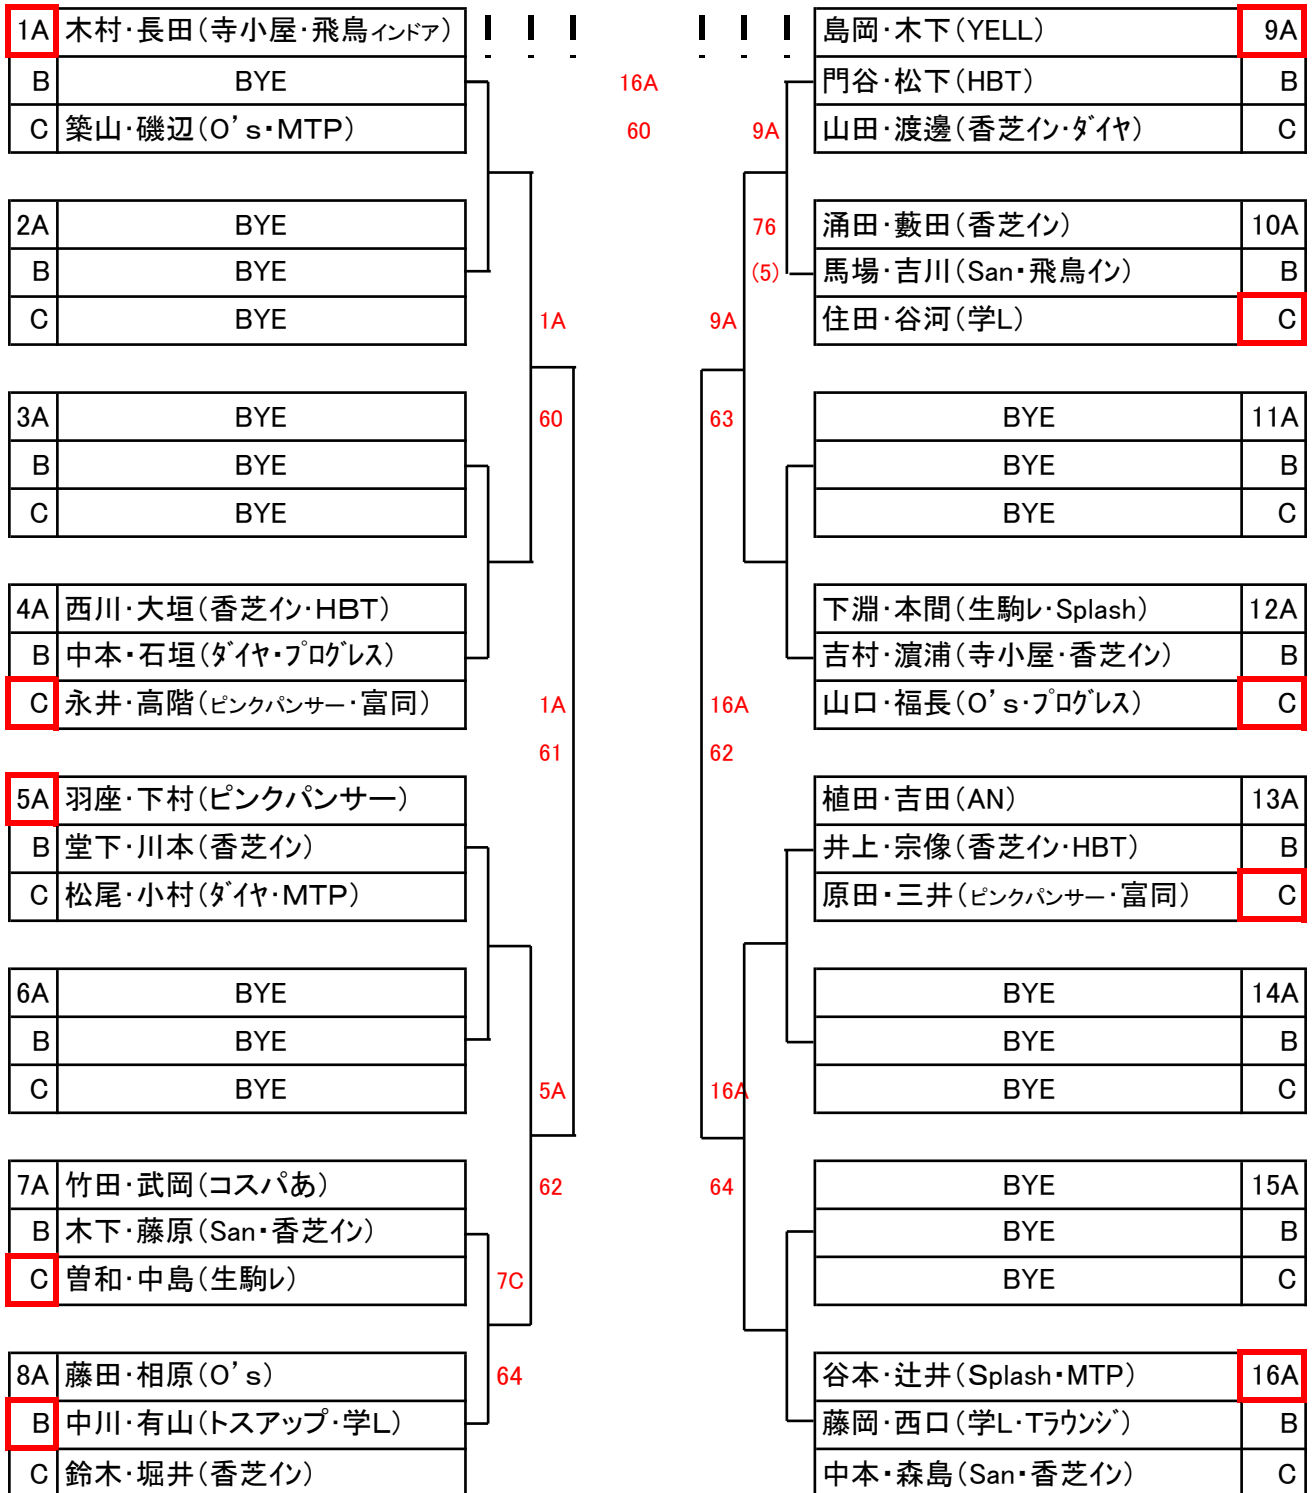 1A 木村・長田（寺小屋・飛鳥インドア）
B BYE
C 築山・磯辺（O's・MTP）
2A BYE
B BYE
C BYE
1A
3A BYE
60
B BYE
C BYE
4A 西川・大垣（香芝イン・HBT）
B 中本・石垣（ダイヤ・プログレス）
C 永井・高階（ピンクパンサー・富同）
1A
61
5A 羽座・下村（ピンクパンサー）
B 堂下・川本（香芝イン）
C 松尾・小村（ダイヤ・MTP）
6A BYE
B BYE
C BYE
5A
7A 竹田・武岡（コスパあ）
62
B 木下・藤原（San・香芝イン）
C 曽和・中島（生駒レ）
7C
8A 藤田・相原（O's）
64
B 中川・有山（トスアップ・学L）
C 鈴木・堀井（香芝イン）
16A
60
島岡・木下（YELL） 9A
門谷・松下（HBT） B
9A
山田・渡邊（香芝イン・ダイヤ） C
76
涌田・藪田（香芝イン） 10A
(5)
馬場・吉川（San・飛鳥イン） B
9A
住田・谷河（学L） C
63
BYE 11A
BYE B
BYE C
下淵・本間（生駒レ・Splash） 12A
吉村・濵浦（寺小屋・香芝イン） B
16A
山口・福長（O's・プログレス） C
62
植田・吉田（AN） 13A
井上・宗像（香芝イン・HBT） B
原田・三井（ピンクパンサー・富同） C
BYE 14A
BYE B
16A
BYE C
64
BYE 15A
BYE B
BYE C
谷本・辻井（Splash・MTP） 16A
藤岡・西口（学L・Tラウンジ） B
中本・森島（San・香芝イン） C